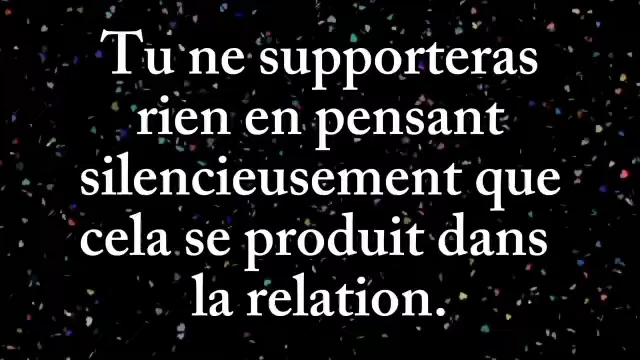 Tu ne supporteras
rien en pensant
silencieusement que
cela se produit dans
la relation.